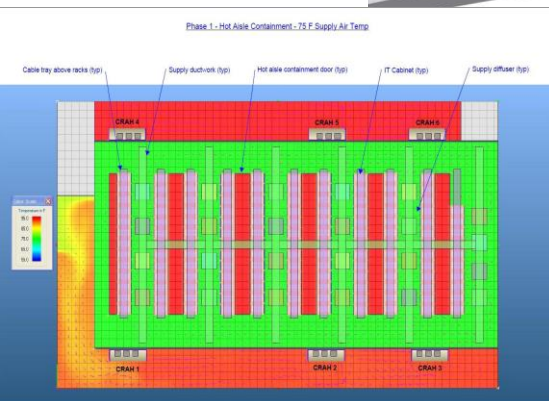 Phase 1 - Hot Aisle Containment - 75 F Supply Air Temp
Cable tray above racks (typ)
Supply ductwork (typ)
Hot aisle containment door (typ)
IT Cabinet (typ)
Supply diffuser (typ)
CRAH 4
CRAH 5
CRAH 6
CRAH 1
CRAH 2
CRAH 3